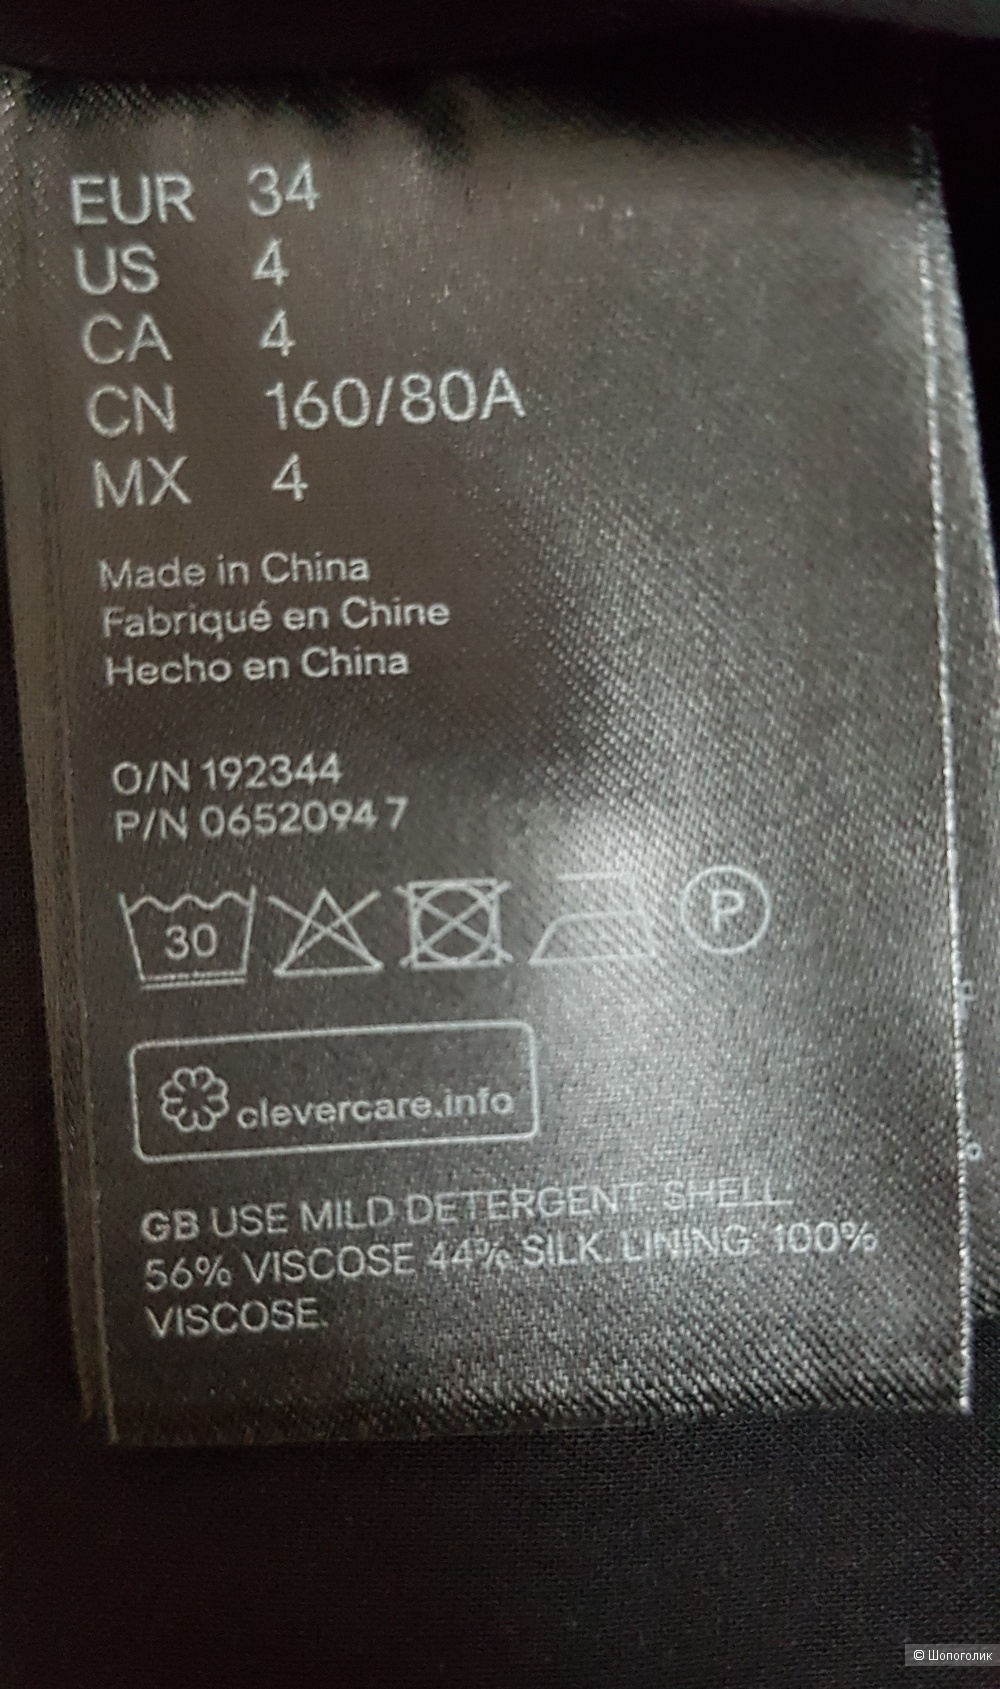 EUR 34
US 4
CA 4
CN 160/80A
MX 4
Made in China
Fabriqué en Chine
Hecho en China
O/N 192344
P/N 0652094 7
30
P
clevercare.info
GB USE MILD DETERGENT. SHELL:
56% VISCOSE 44% SILK. LINING: 100%
VISCOSE.
© Шопоголик